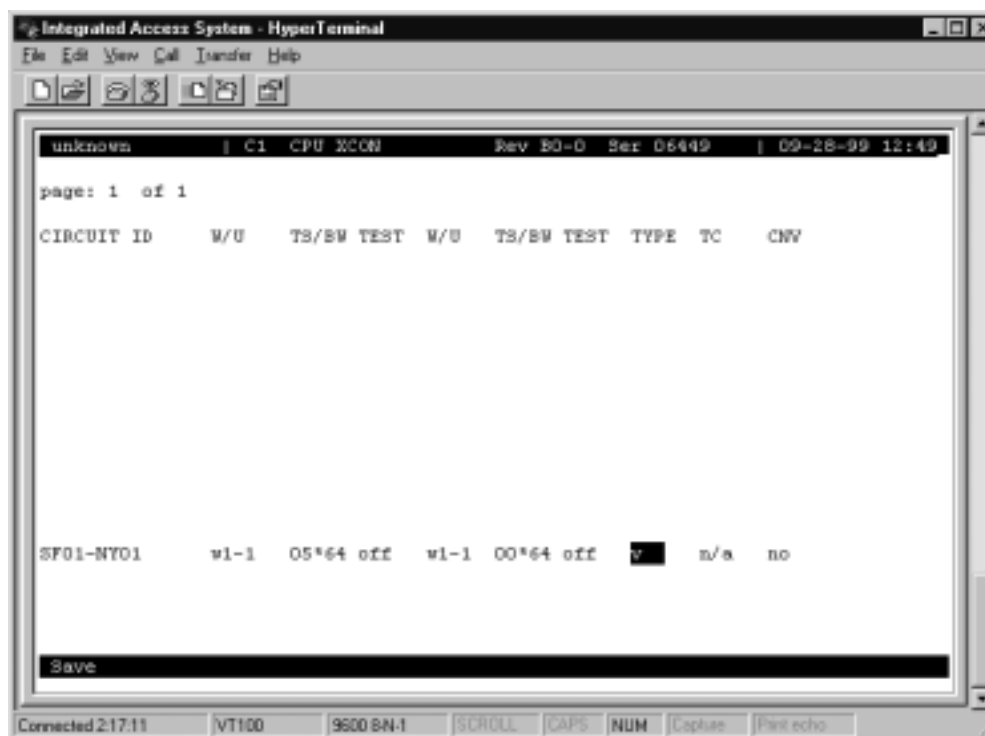 Integrated Access System - HyperTerminal
File Edit View Call Transfer Help
unknown | C1 CPU XCON Rev B0-0 Ser 06449 | 09-28-99 12:49
page: 1 of 1
CIRCUIT ID W/U TS/BW TEST W/U TS/BW TEST TYPE TC CNV
SF01-NY01 w1-1 05*64 off w1-1 00*64 off v n/a no
Save
Connected 2:17:11 VT100 9600 8-N-1 SCROLL CAPS NUM Capture Print echo